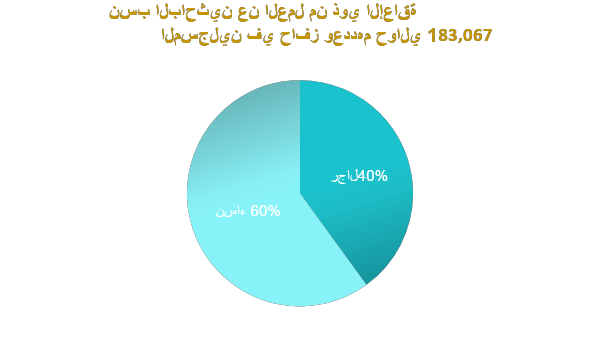 نسب الباحثين عن العمل من ذوي الإعاقة
المسجلين في حافز وعددهم حوالي 183,067
رجال40%
نساء 60%